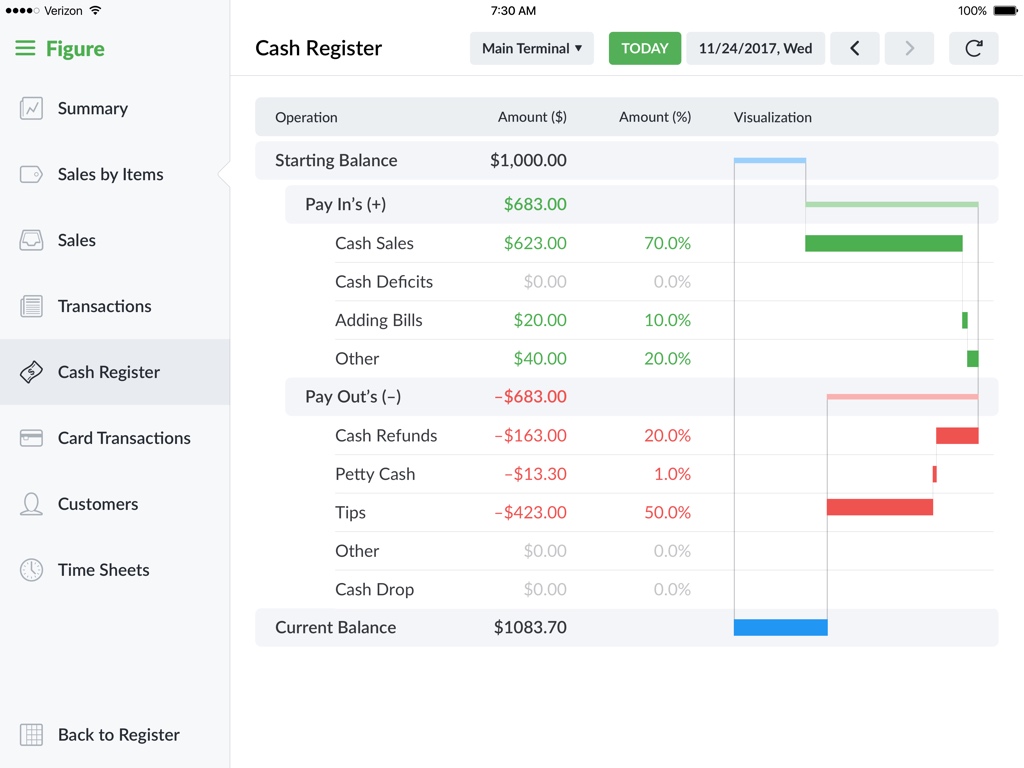 Verizon 7:30 AM 100%
Figure
Cash Register Main Terminal ▼ TODAY 11/24/2017, Wed
Summary
Sales by Items
Sales
Transactions
Cash Register
Card Transactions
Customers
Time Sheets
Back to Register
Operation Amount ($) Amount (%) Visualization
Starting Balance $1,000.00
Pay In’s (+) $683.00
Cash Sales $623.00 70.0%
Cash Deficits $0.00 0.0%
Adding Bills $20.00 10.0%
Other $40.00 20.0%
Pay Out’s (–) –$683.00
Cash Refunds –$163.00 20.0%
Petty Cash –$13.30 1.0%
Tips –$423.00 50.0%
Other $0.00 0.0%
Cash Drop $0.00 0.0%
Current Balance $1083.70